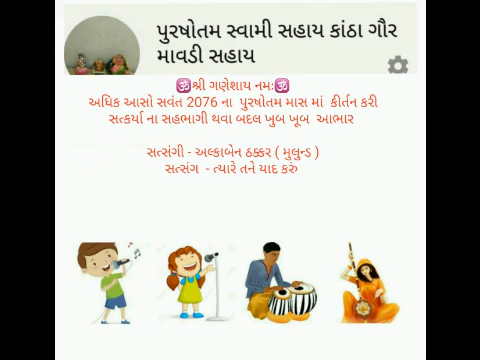 પુરષોતમ સ્વામી સહાય કાંઠા ગૌર
માવડી સહાય
🕉️શ્રી ગણેશાય નમઃ🕉️
અધિક આસો સવંત 2076 ના પુરષોતમ માસ માં કીર્તન કરી
સત્કર્યા ના સહભાગી થવા બદલ ખુબ ખૂબ આભાર
સત્સંગી - અલ્કાબેન ઠક્કર ( મુલુન્ડ )
સત્સંગ - ત્યારે તને યાદ કરું